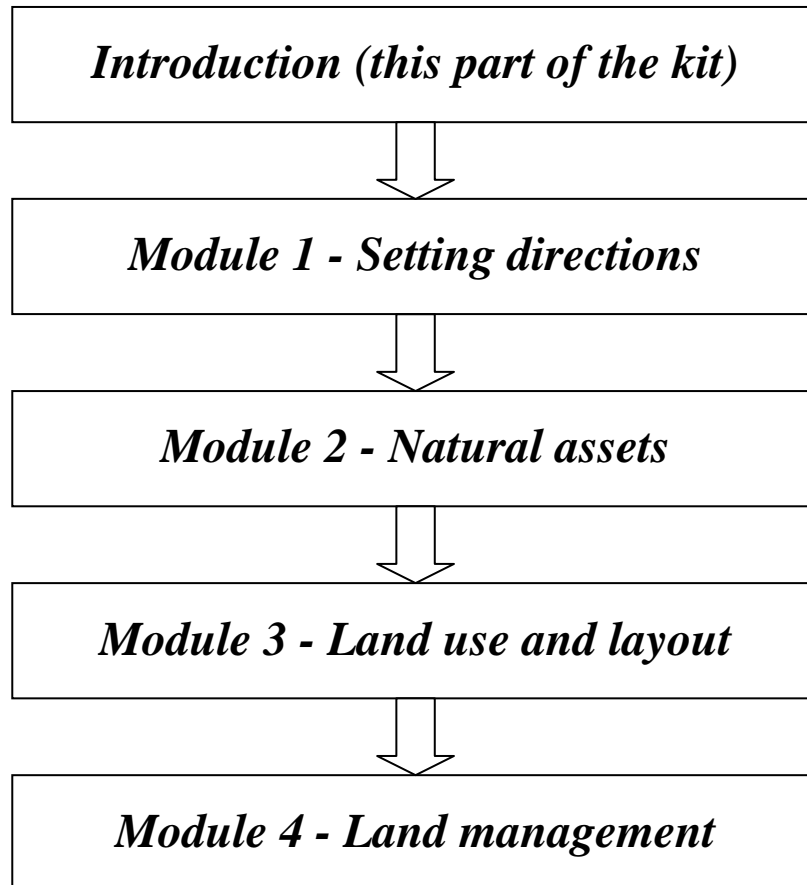 Introduction (this part of the kit)
Module 1 - Setting directions
Module 2 - Natural assets
Module 3 - Land use and layout
Module 4 - Land management